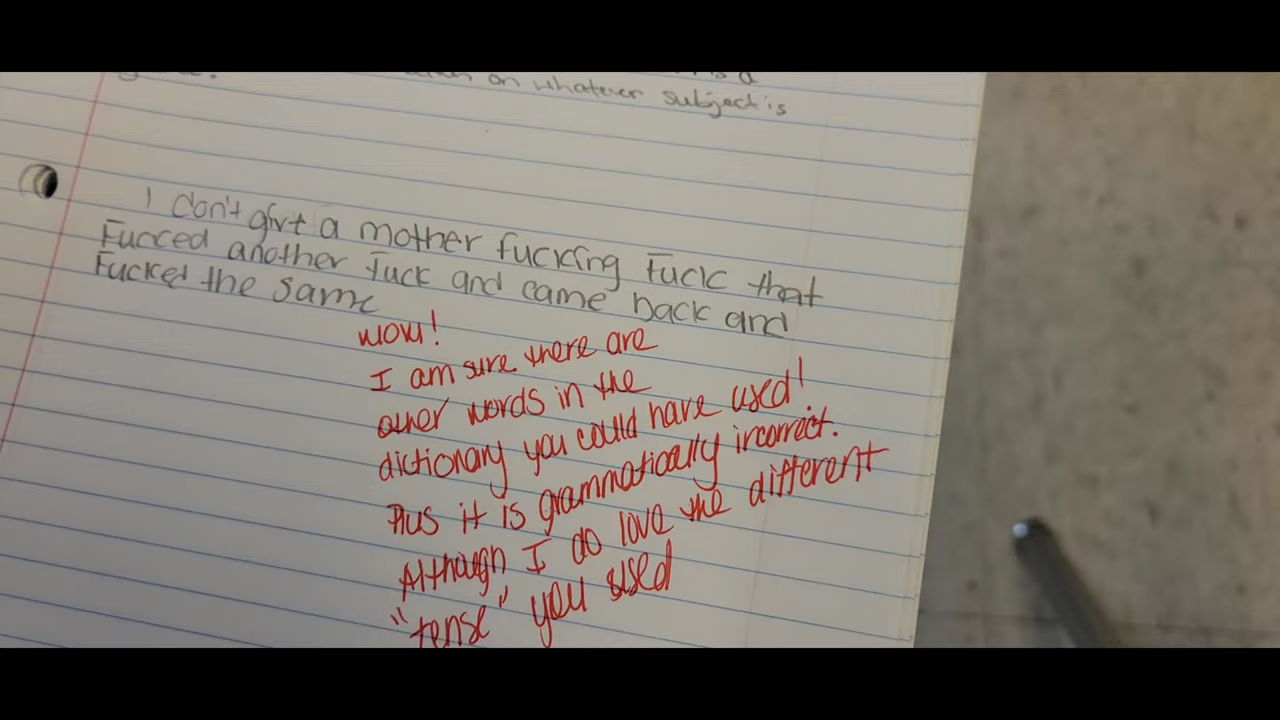 on whatever subject is
I don't give a mother fucking Fuck that
Fucced another Fuck and came back and
Fucked the same
Wow!
I am sure there are
other words in the
dictionary you could have used!
Plus it is grammatically incorrect.
Although I do love the different
"tense" you used